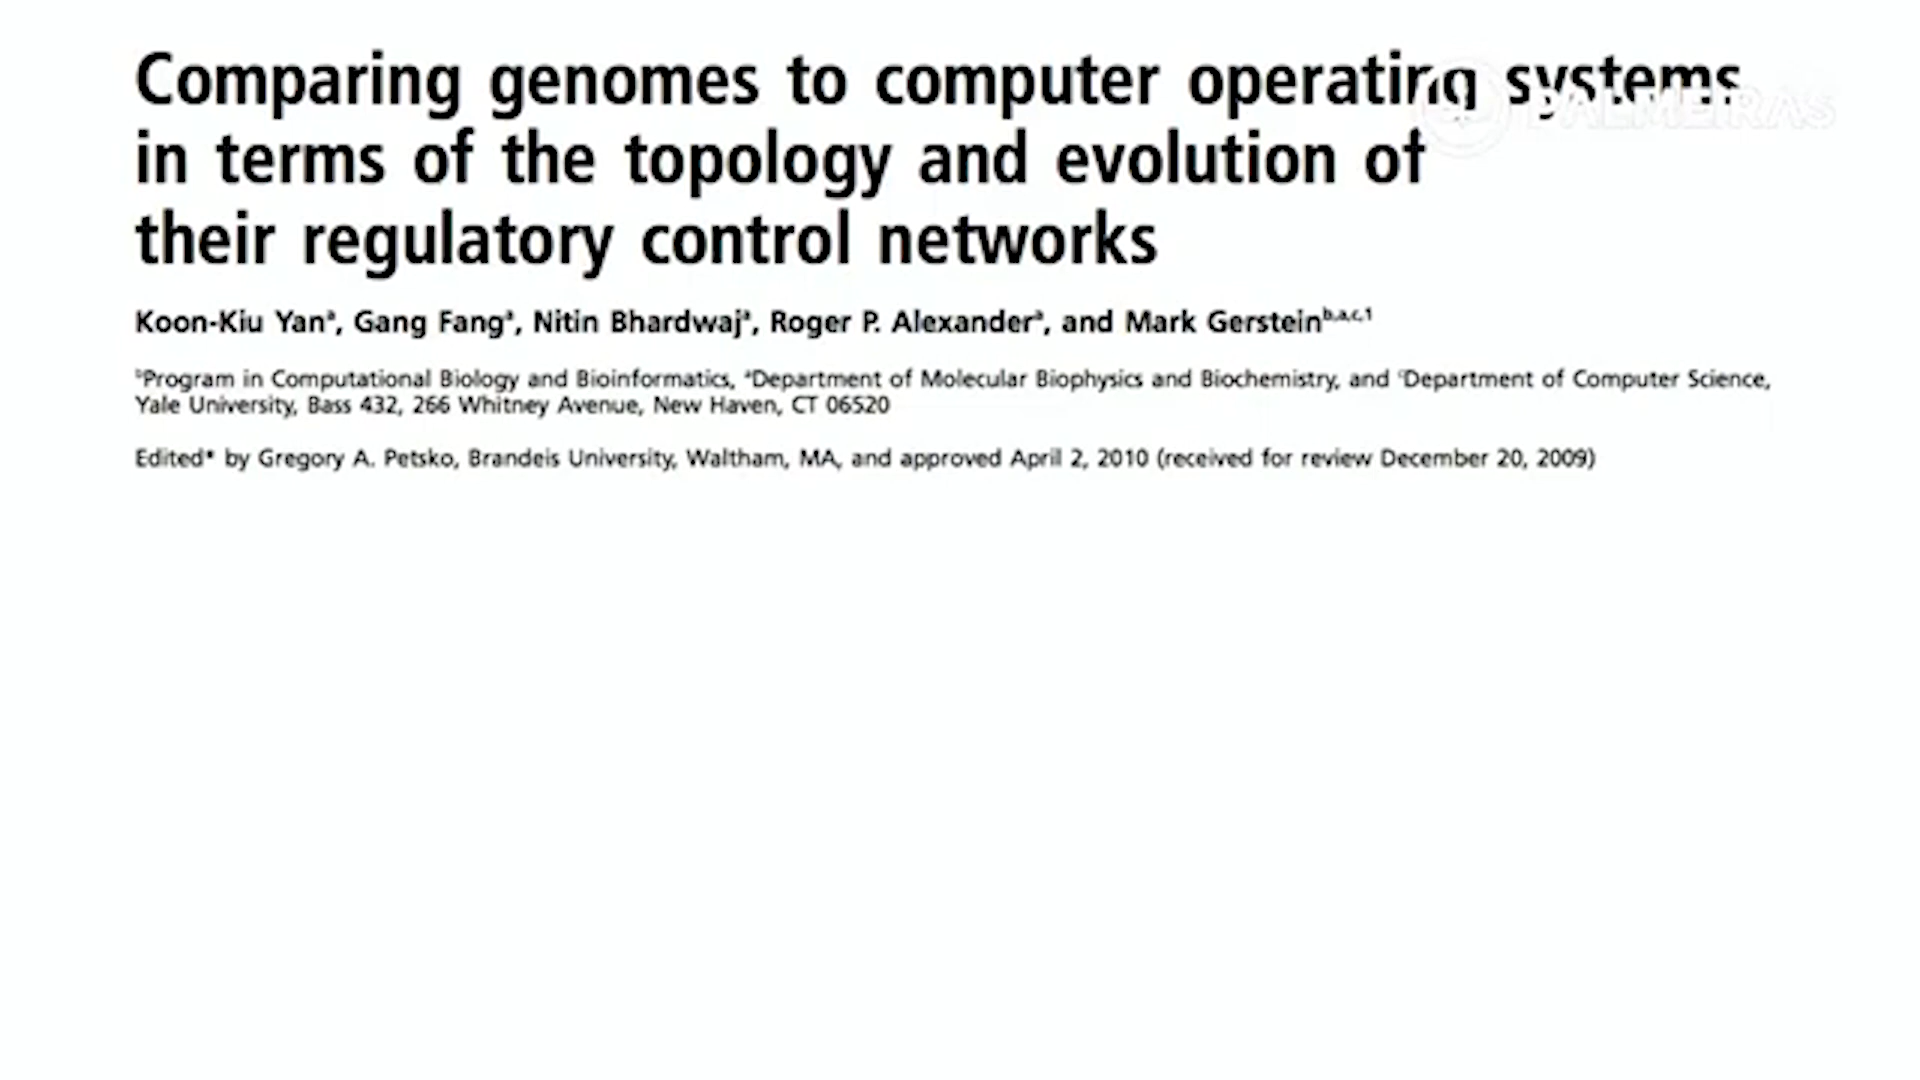 Comparing genomes to computer operating systems
in terms of the topology and evolution of
their regulatory control networks
Koon-Kiu Yanᵃ, Gang Fangᵃ, Nitin Bhardwajᵃ, Roger P. Alexanderᵃ, and Mark Gersteinᵇ,ᵃ,ᶜ,¹
ᵇProgram in Computational Biology and Bioinformatics, ᵃDepartment of Molecular Biophysics and Biochemistry, and ᶜDepartment of Computer Science,
Yale University, Bass 432, 266 Whitney Avenue, New Haven, CT 06520
Edited* by Gregory A. Petsko, Brandeis University, Waltham, MA, and approved April 2, 2010 (received for review December 20, 2009)
PALMEIRAS